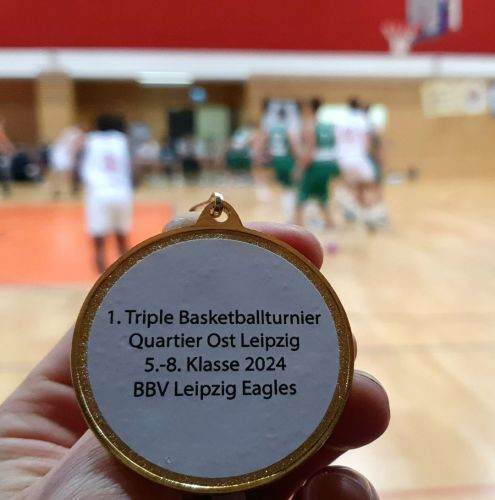 1. Triple Basketballturnier
Quartier Ost Leipzig
5.-8. Klasse 2024
BBV Leipzig Eagles